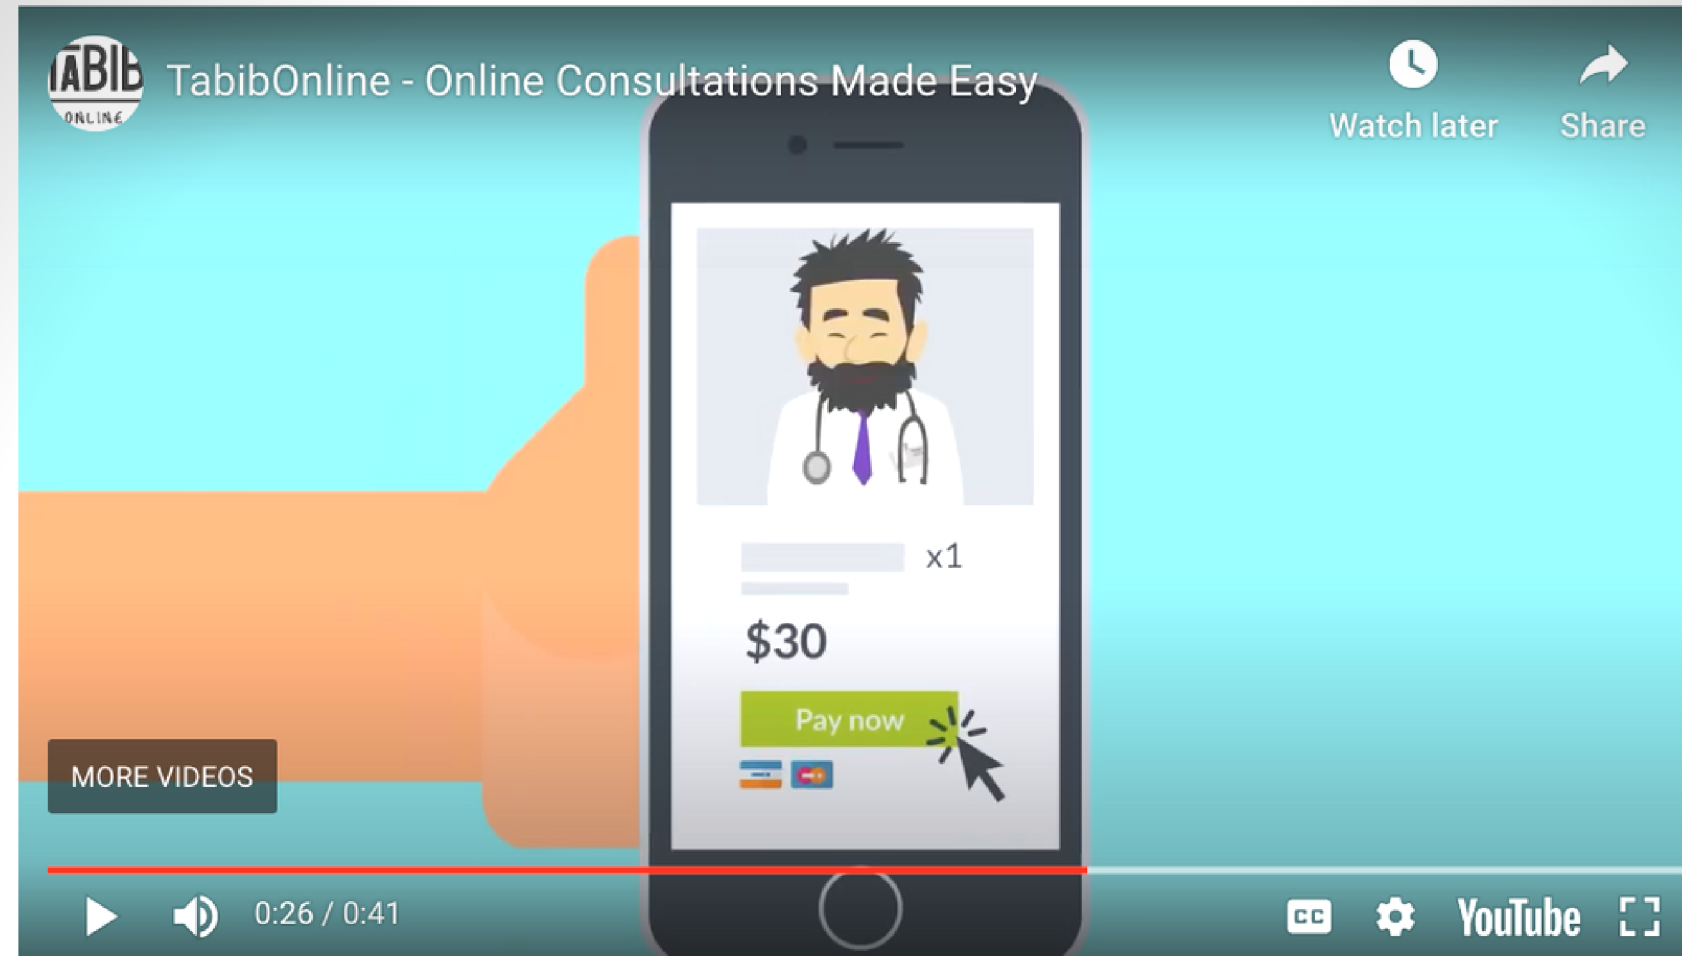 TABIB
ONLINE
TabibOnline - Online Consultations Made Easy
Watch later
Share
x1
$30
Pay now
MORE VIDEOS
0:26 / 0:41
CC
YouTube